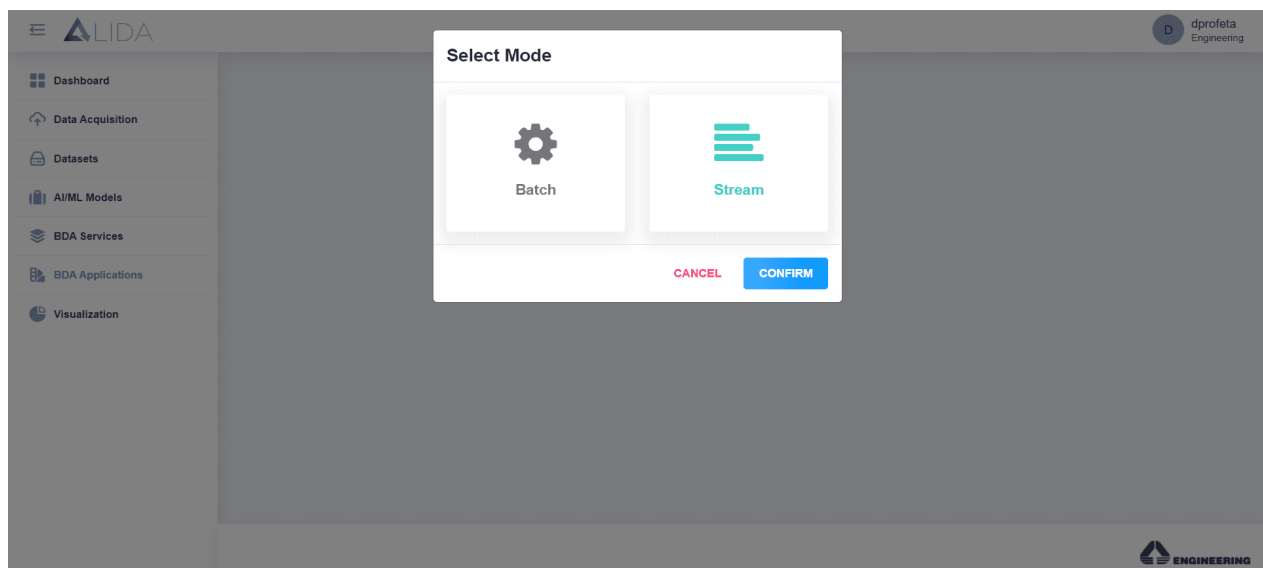 ALIDA
D
dprofeta
Engineering
Dashboard
Data Acquisition
Datasets
AI/ML Models
BDA Services
BDA Applications
Visualization
Select Mode
Batch
Stream
CANCEL
CONFIRM
ENGINEERING